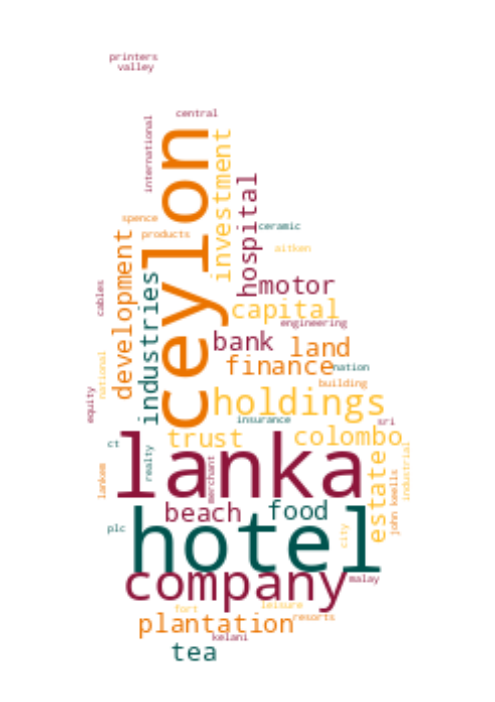 printers
valley
central
international
ceylon
investment
hospital
spence
products
ceramic
aitken
development
industries
motor
cables
capital
engineering
bank
land
finance
nation
national
building
equity
holdings
insurance
sri
ct
trust
colombo
lanka
realty
merchant
estate
john keells
industrial
lankem
beach
food
plc
hotel
city
company
malay
fort
leisure
plantation
resorts
kelani
tea